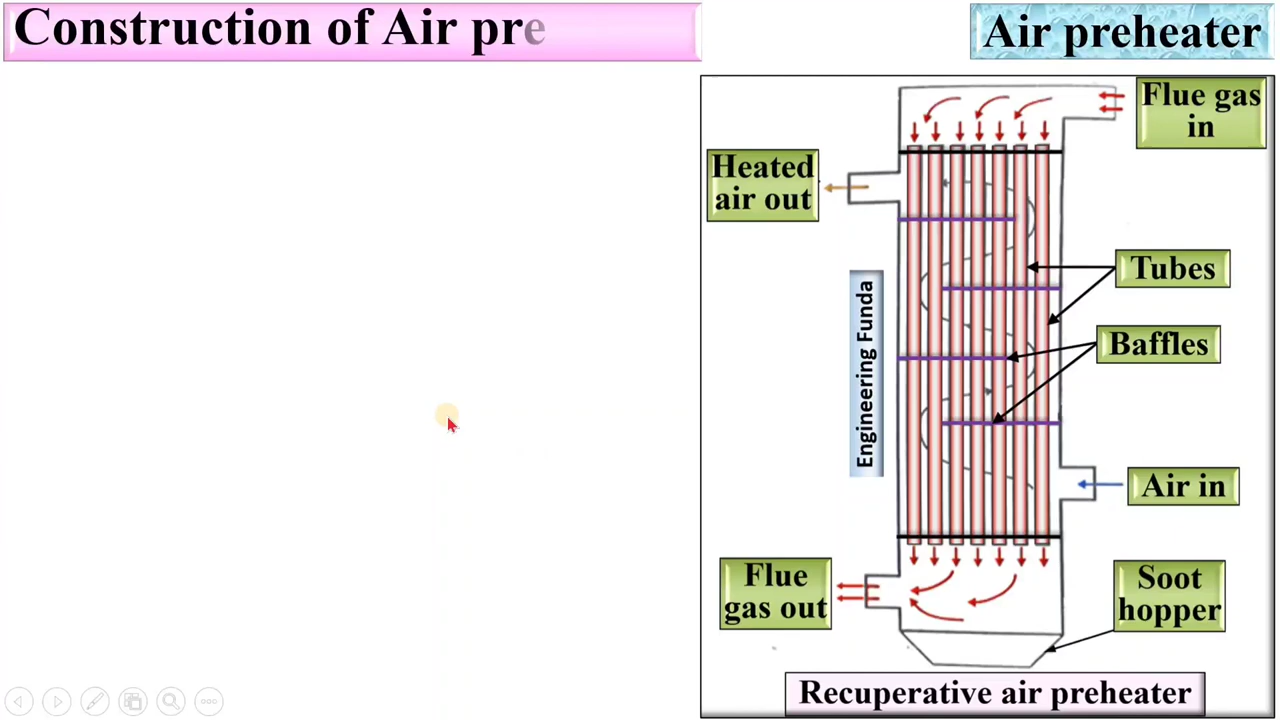 Construction of Air pre
Air preheater
Flue gas
in
Heated
air out
Tubes
Baffles
Engineering Funda
Air in
Flue
gas out
Soot
hopper
Recuperative air preheater